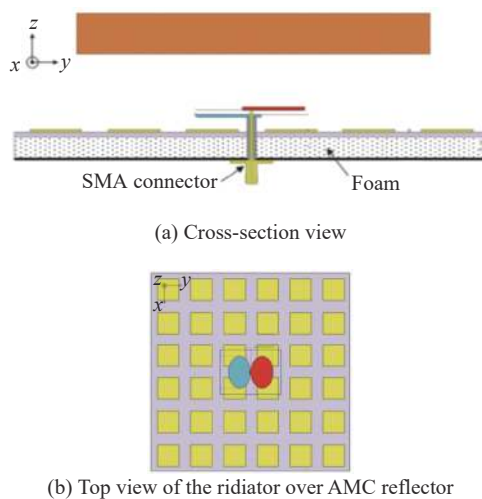 z
x y
SMA connector
Foam
(a) Cross-section view
z y
x
(b) Top view of the ridiator over AMC reflector